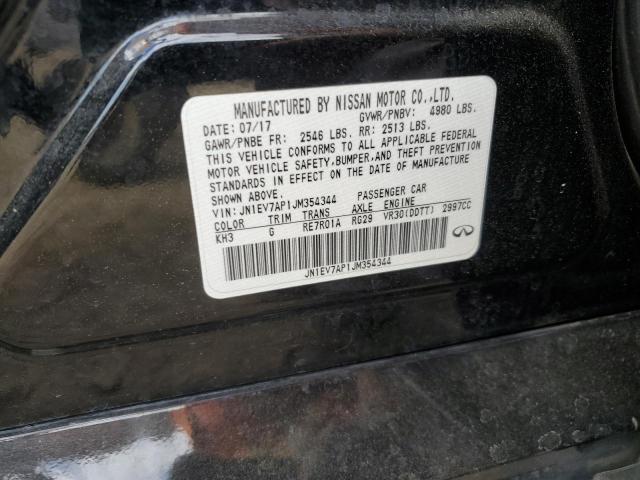 MANUFACTURED BY NISSAN MOTOR CO.,LTD.
DATE: 07/17 GVWR/PNBV: 4980 LBS.
GAWR/PNBE FR: 2546 LBS. RR: 2513 LBS.
THIS VEHICLE CONFORMS TO ALL APPLICABLE FEDERAL
MOTOR VEHICLE SAFETY, BUMPER, AND THEFT PREVENTION
STANDARDS IN EFFECT ON THE DATE OF MANUFACTURE
SHOWN ABOVE.
VIN: JN1EV7AP1JM354344 PASSENGER CAR
COLOR TRIM TRANS AXLE ENGINE
KH3 G RE7R01A RG29 VR30(DDTT) 2997CC
JN1EV7AP1JM354344